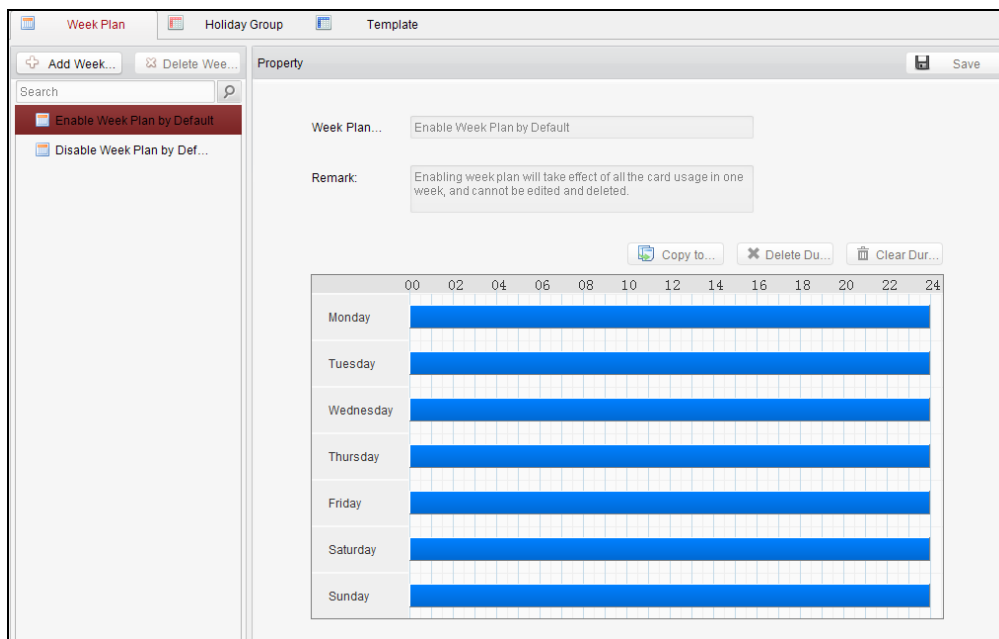 Week Plan Holiday Group Template
Add Week... Delete Wee... Property Save
Search
Enable Week Plan by Default
Disable Week Plan by Def...
Week Plan... Enable Week Plan by Default
Remark: Enabling week plan will take effect of all the card usage in one
week, and cannot be edited and deleted.
Copy to... Delete Du... Clear Dur...
00 02 04 06 08 10 12 14 16 18 20 22 24
Monday
Tuesday
Wednesday
Thursday
Friday
Saturday
Sunday